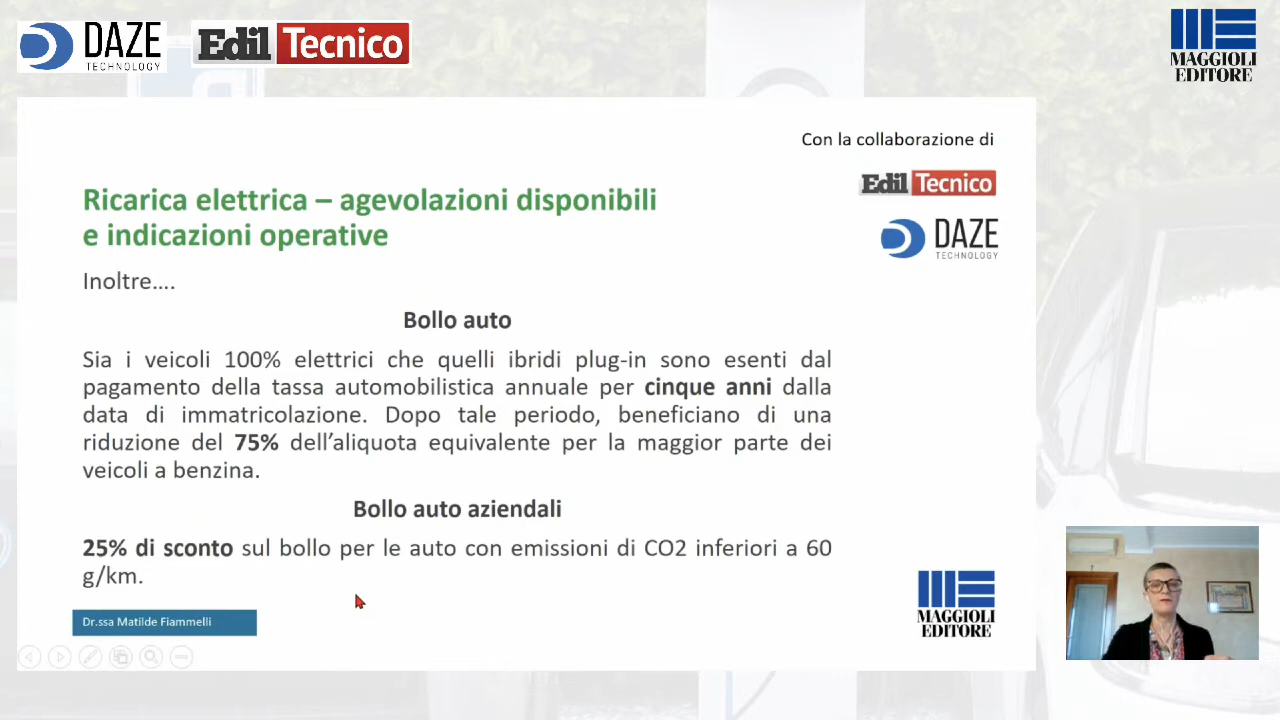 DAZE
TECHNOLOGY
Edil Tecnico
MAGGIOLI
EDITORE
Con la collaborazione di
Edil Tecnico
DAZE
TECHNOLOGY
Ricarica elettrica – agevolazioni disponibili
e indicazioni operative
Inoltre....
Bollo auto
Sia i veicoli 100% elettrici che quelli ibridi plug-in sono esenti dal
pagamento della tassa automobilistica annuale per cinque anni dalla
data di immatricolazione. Dopo tale periodo, beneficiano di una
riduzione del 75% dell’aliquota equivalente per la maggior parte dei
veicoli a benzina.
Bollo auto aziendali
25% di sconto sul bollo per le auto con emissioni di CO2 inferiori a 60
g/km.
Dr.ssa Matilde Fiammelli
MAGGIOLI
EDITORE